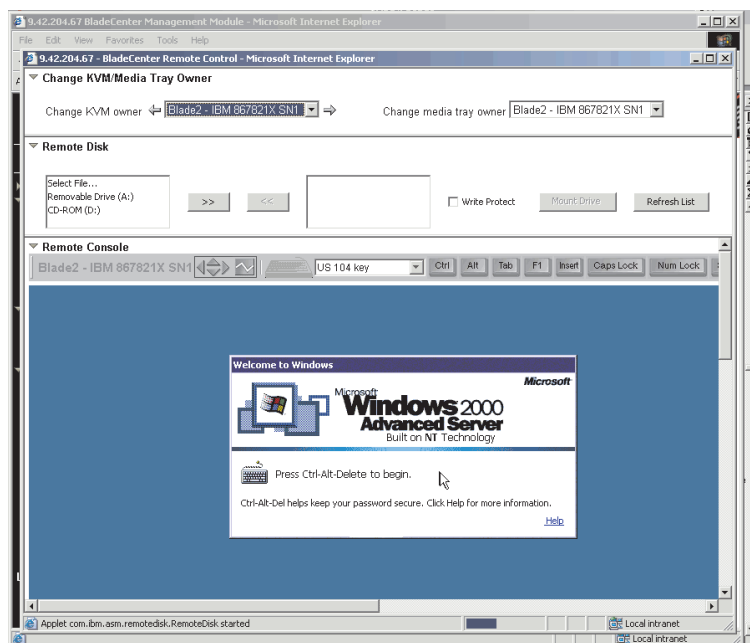 9.42.204.67 BladeCenter Management Module - Microsoft Internet Explorer
File Edit View Favorites Tools Help
9.42.204.67 - BladeCenter Remote Control - Microsoft Internet Explorer
Change KVM/Media Tray Owner
Change KVM owner Blade2 - IBM 867821X SN1 Change media tray owner Blade2 - IBM 867821X SN1
Remote Disk
Select File...
Removable Drive (A:)
CD-ROM (D:)
>> << Write Protect Mount Drive Refresh List
Remote Console
Blade2 - IBM 867821X SN1 US 104 key Ctrl Alt Tab F1 Insert Caps Lock Num Lock
Welcome to Windows
Microsoft
Microsoft
Windows 2000
Advanced Server
Built on NT Technology
Press Ctrl-Alt-Delete to begin.
Ctrl-Alt-Del helps keep your password secure. Click Help for more information.
Help
Applet com.ibm.asm.remotedisk.RemoteDisk started Local intranet
Local intranet